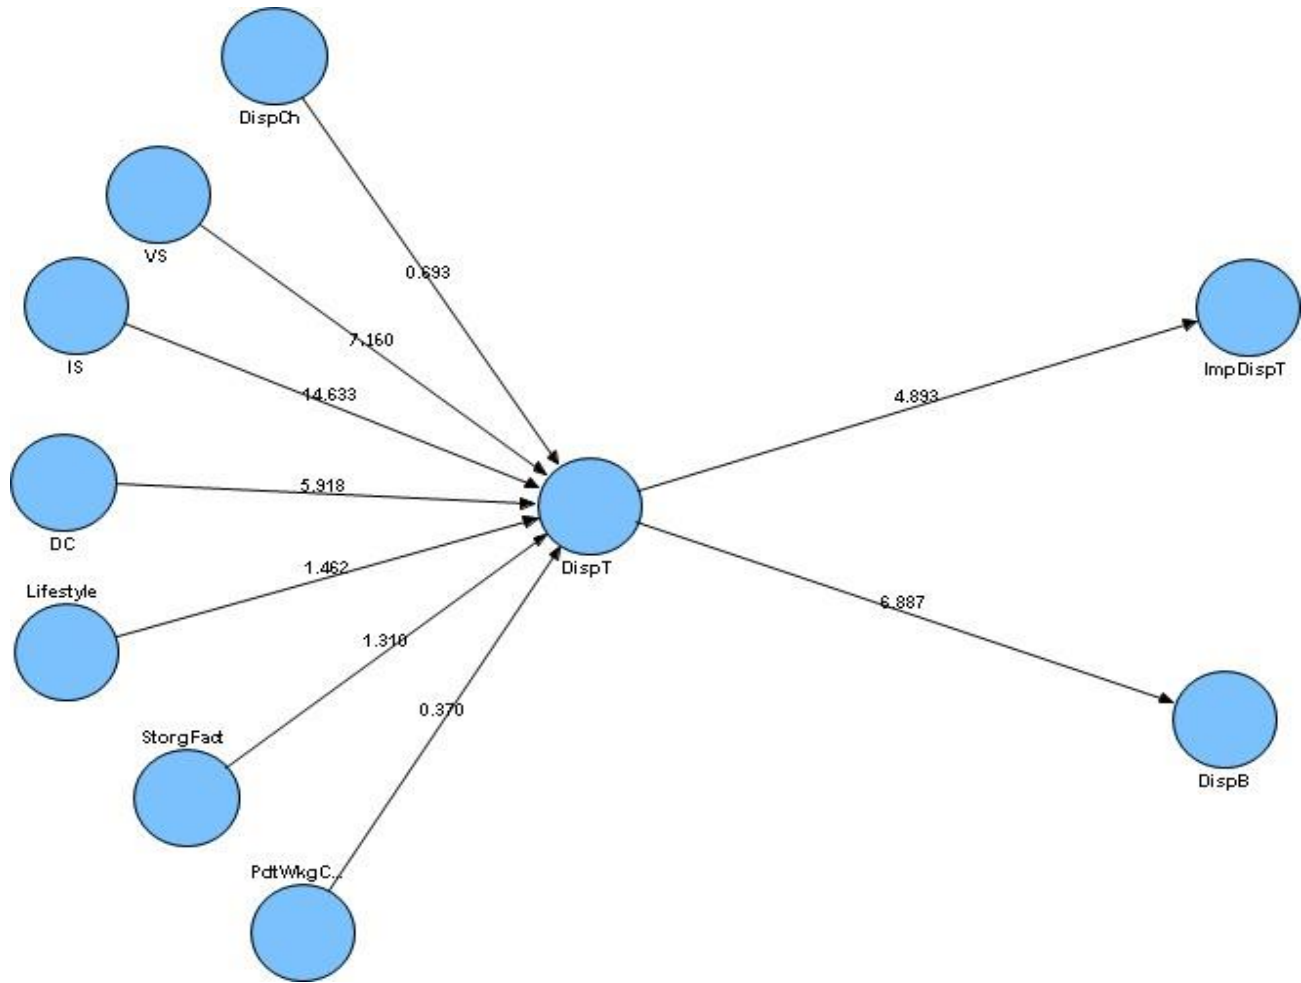 DispCh
VS
0.693
7.160
IS
14.633
ImpDispT
4.893
DC
5.918
DispT
Lifestyle
1.462
6.887
1.310
StorgFact
0.370
DispB
PdtWkgC...